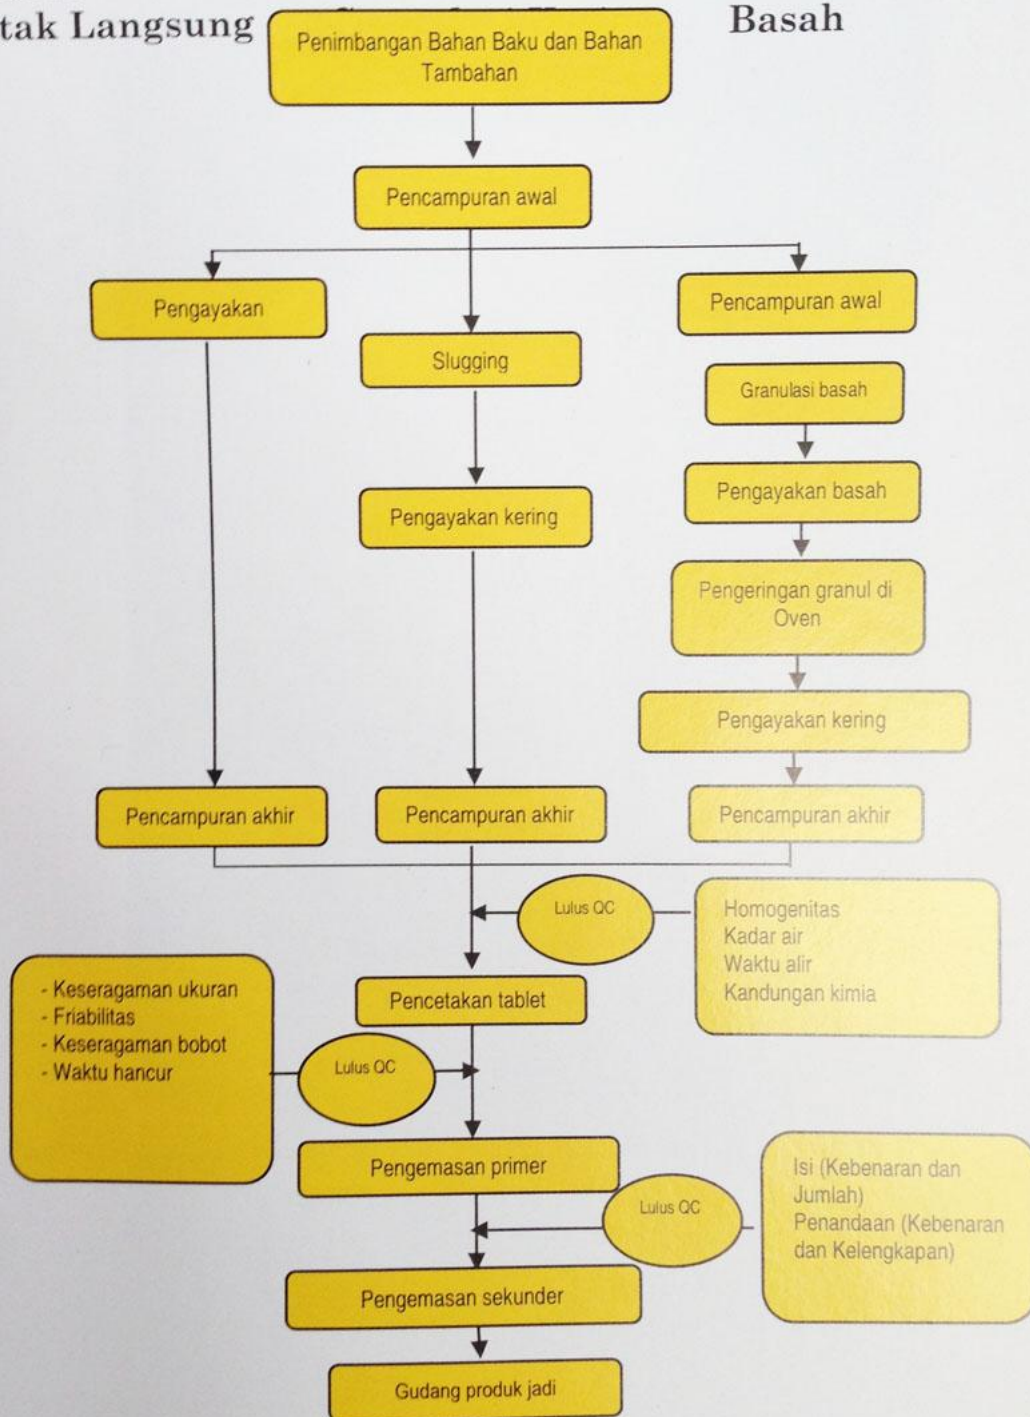 tak Langsung
Basah
Penimbangan Bahan Baku dan Bahan
Tambahan
Pencampuran awal
Pengayakan
Slugging
Pencampuran awal
Granulasi basah
Pengayakan kering
Pengayakan basah
Pengeringan granul di
Oven
Pengayakan kering
Pencampuran akhir
Pencampuran akhir
Pencampuran akhir
Lulus QC
Homogenitas
Kadar air
Waktu alir
Kandungan kimia
Pencetakan tablet
- Keseragaman ukuran
- Friabilitas
- Keseragaman bobot
- Waktu hancur
Lulus QC
Pengemasan primer
Lulus QC
Isi (Kebenaran dan
Jumlah)
Penandaan (Kebenaran
dan Kelengkapan)
Pengemasan sekunder
Gudang produk jadi